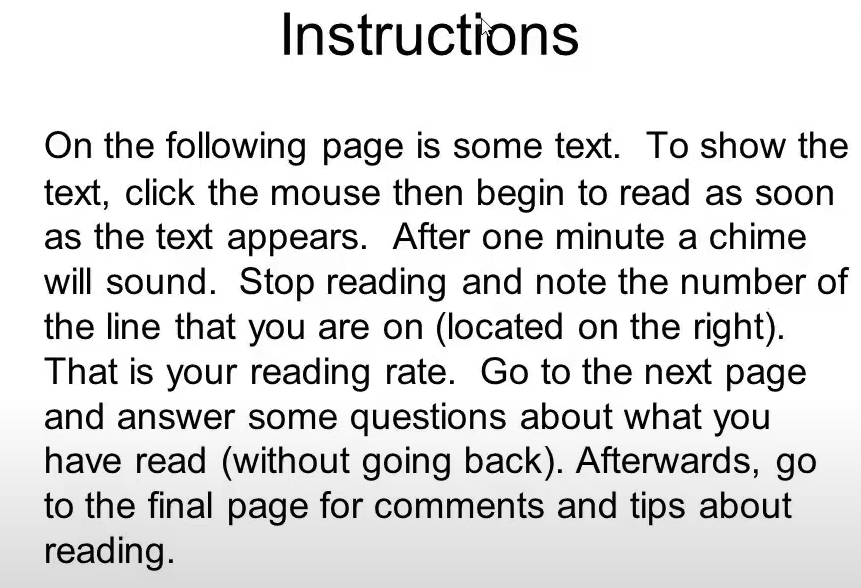 Instructions
On the following page is some text.  To show the
text, click the mouse then begin to read as soon
as the text appears.  After one minute a chime
will sound.  Stop reading and note the number of
the line that you are on (located on the right).
That is your reading rate.  Go to the next page
and answer some questions about what you
have read (without going back). Afterwards, go
to the final page for comments and tips about
reading.